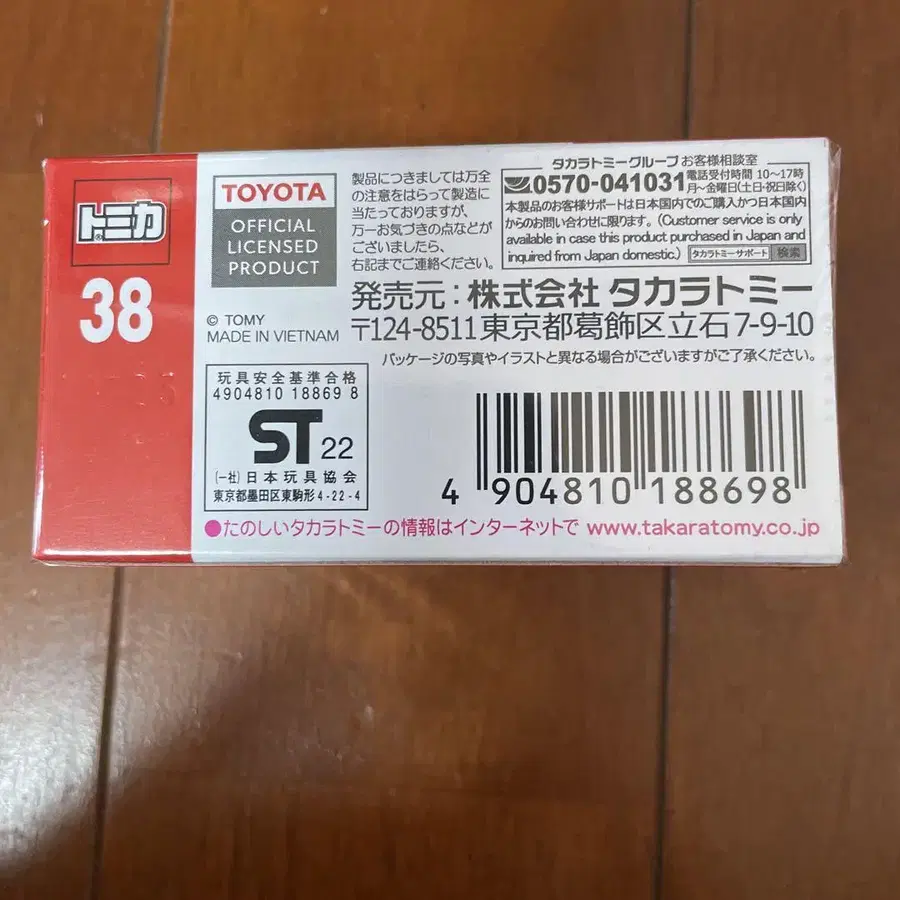 トミカ
38
TOYOTA
OFFICIAL
LICENSED
PRODUCT
© TOMY
MADE IN VIETNAM
製品につきましては万全
の注意をはらって製造に
当たっておりますが、
万一お気づきの点などが
ございましたら、
右記までご連絡ください。
タカラトミーグループ お客様相談室
0570-041031 電話受付時間 10〜17時
月〜金曜日(土日・祝日除く)
本製品のお客様サポートは日本国内でのご購入かつ日本国内
からのお問い合わせに限ります。(Customer service is only
available in case this product purchased in Japan and
inquired from Japan domestic.) タカラトミーサポート 検索
発売元:株式会社 タカラトミー
〒124-8511東京都葛飾区立石7-9-10
パッケージの写真やイラストと異なる場合がございますがご了承ください。
玩具安全基準合格
4904810 18869 8
ST 22
(一社)日本玩具協会
東京都墨田区東駒形4-22-4
4 904810 188698
●たのしいタカラトミーの情報はインターネットで www.takaratomy.co.jp